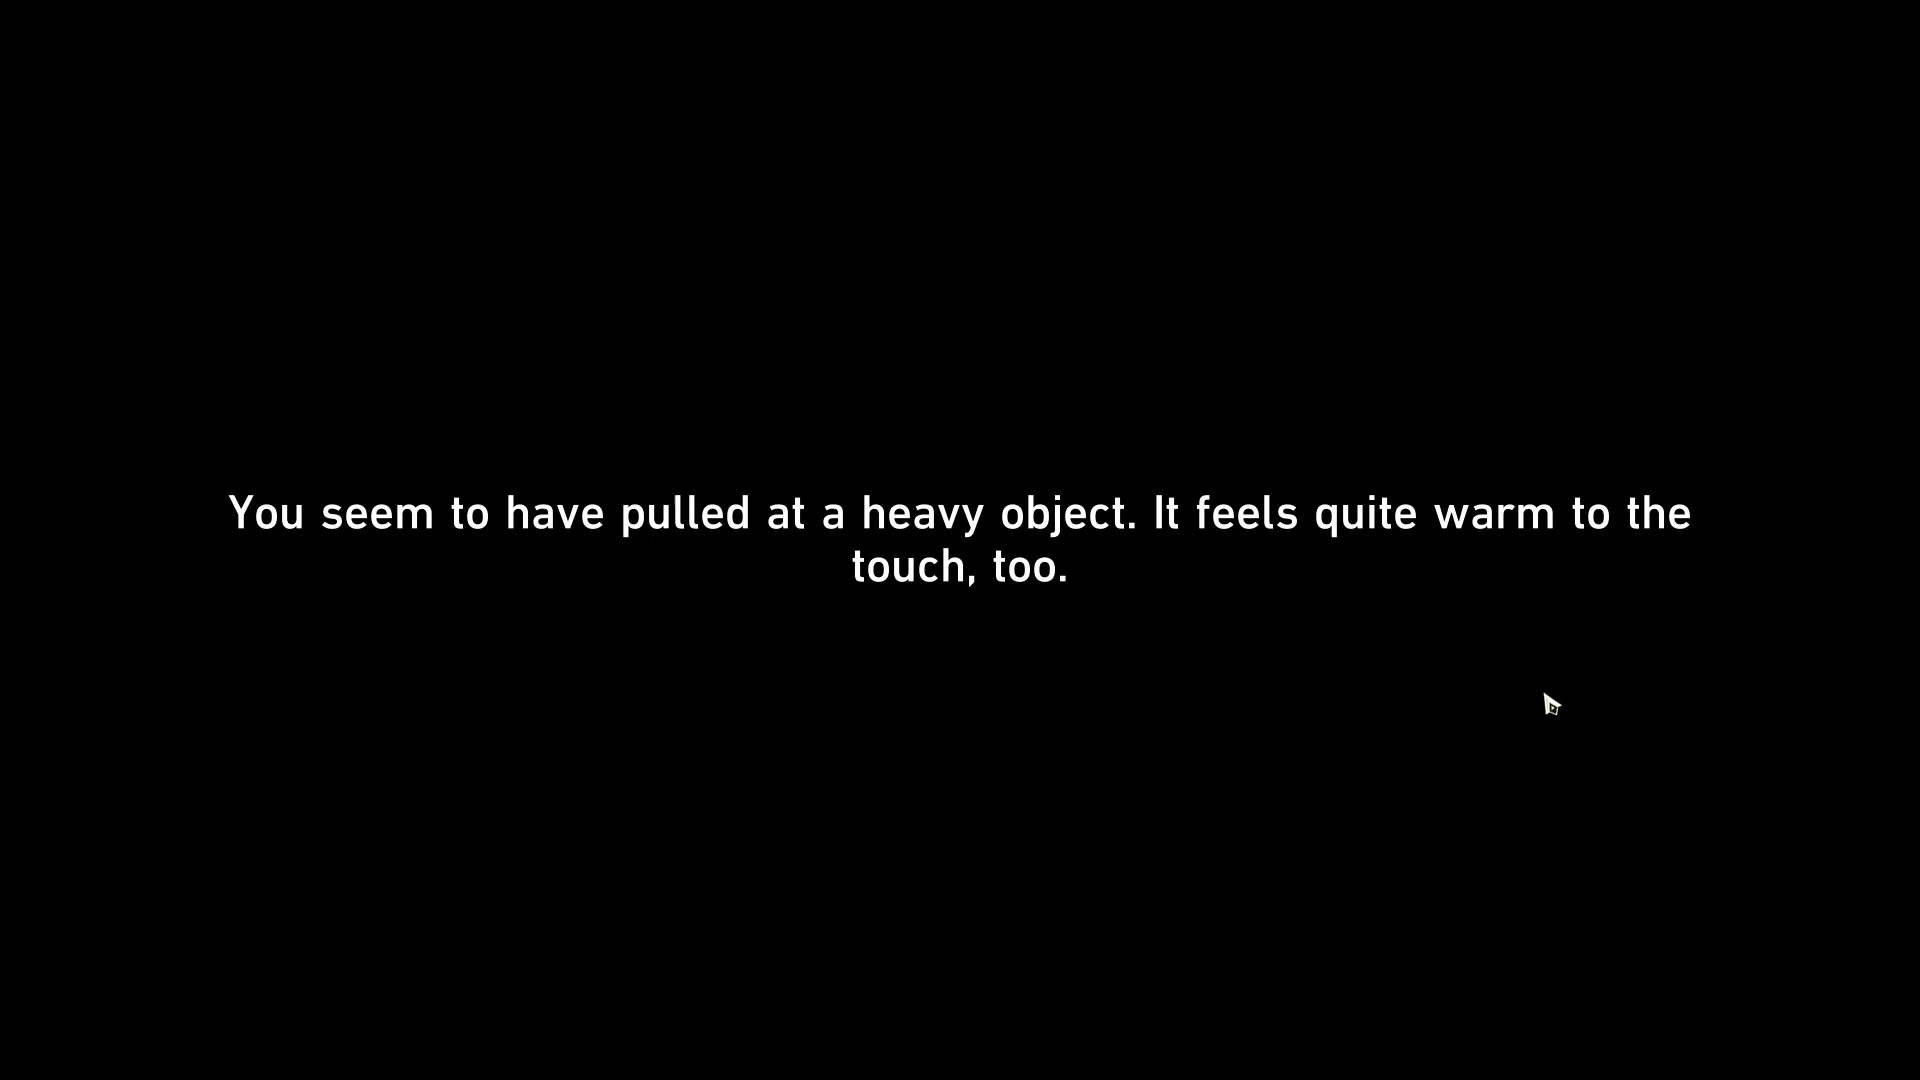 You seem to have pulled at a heavy object. It feels quite warm to the
touch, too.